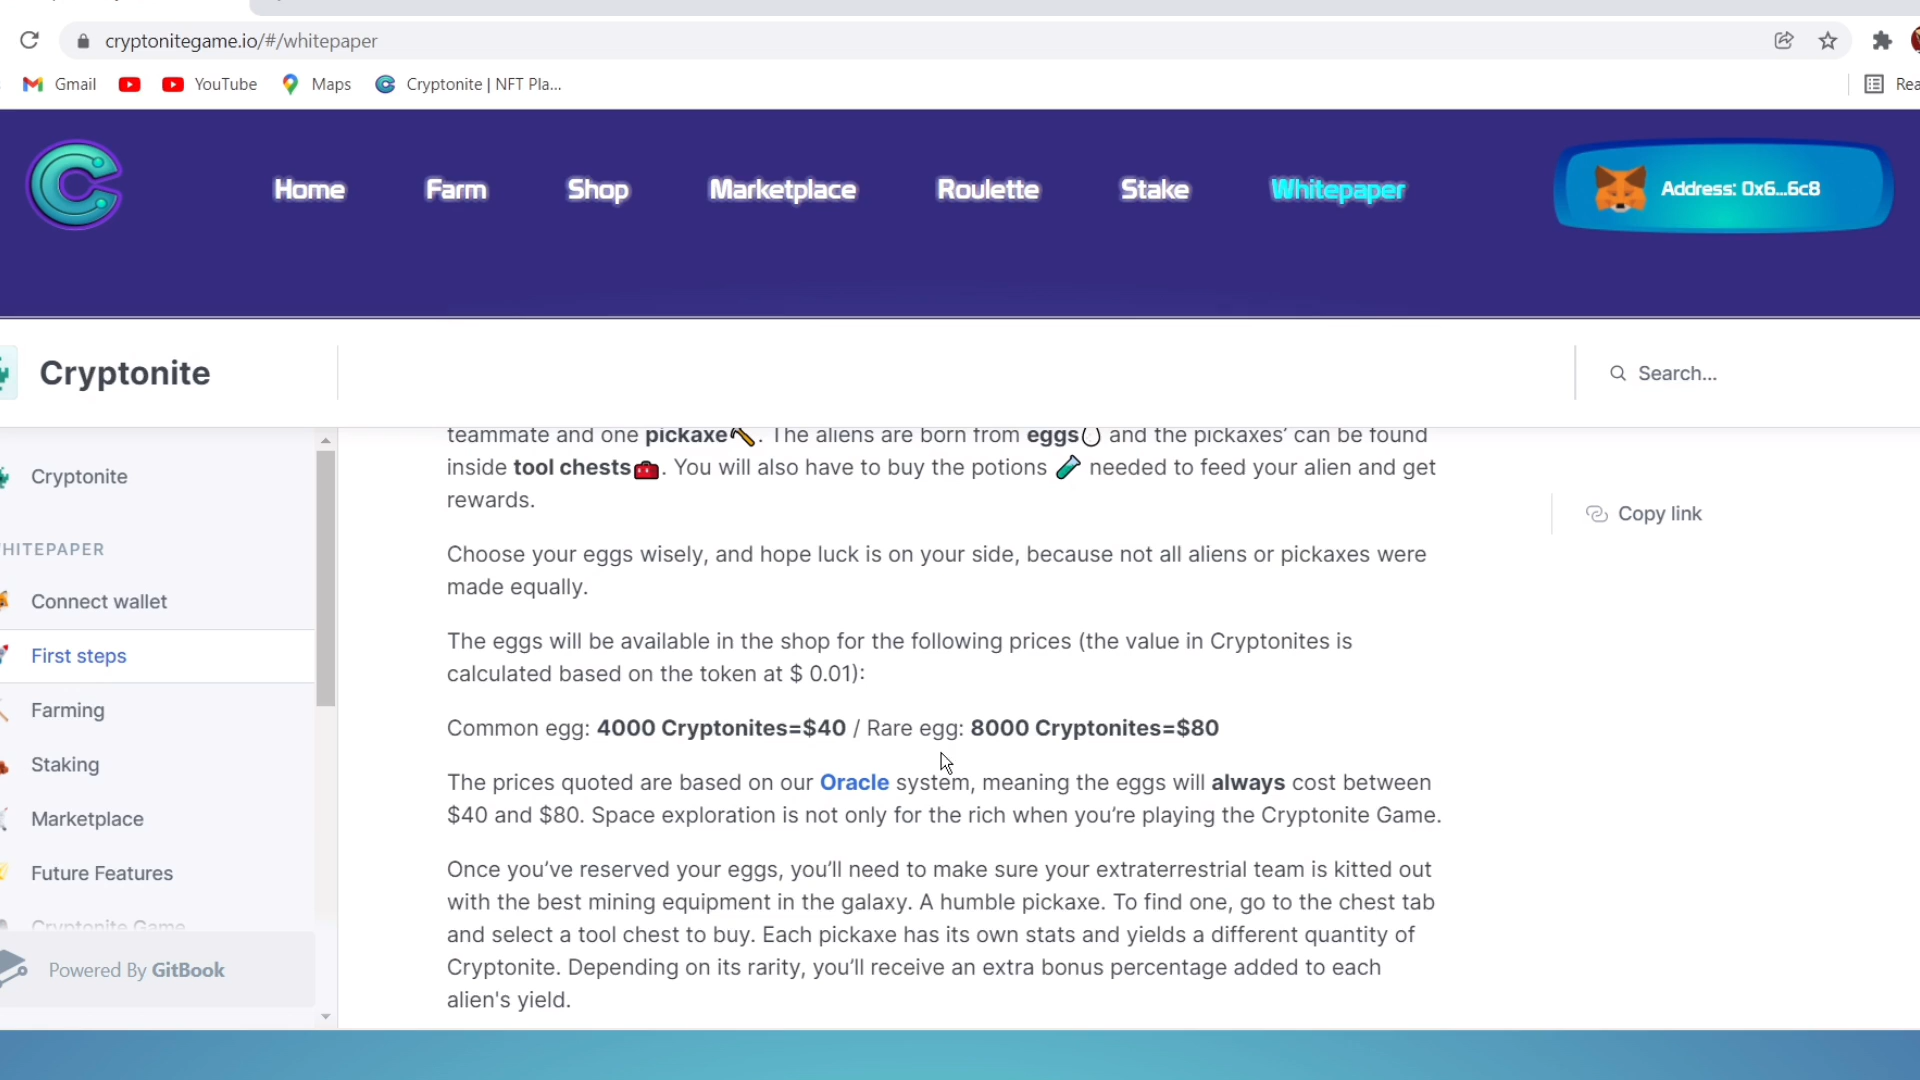 cryptonitegame.io/#/whitepaper
Gmail
YouTube
Maps
Cryptonite | NFT Pla...
Home
Farm
Shop
Marketplace
Roulette
Stake
Whitepaper
Address: 0x6...6c8
Cryptonite
Search...
teammate and one pickaxe. The aliens are born from eggs and the pickaxes’ can be found
inside tool chests. You will also have to buy the potions needed to feed your alien and get
rewards.
Choose your eggs wisely, and hope luck is on your side, because not all aliens or pickaxes were
made equally.
The eggs will be available in the shop for the following prices (the value in Cryptonites is
calculated based on the token at $ 0.01):
Common egg: 4000 Cryptonites=$40 / Rare egg: 8000 Cryptonites=$80
The prices quoted are based on our Oracle system, meaning the eggs will always cost between
$40 and $80. Space exploration is not only for the rich when you’re playing the Cryptonite Game.
Once you’ve reserved your eggs, you’ll need to make sure your extraterrestrial team is kitted out
with the best mining equipment in the galaxy. A humble pickaxe. To find one, go to the chest tab
and select a tool chest to buy. Each pickaxe has its own stats and yields a different quantity of
Cryptonite. Depending on its rarity, you’ll receive an extra bonus percentage added to each
alien's yield.
Copy link
Cryptonite
HITEPAPER
Connect wallet
First steps
Farming
Staking
Marketplace
Future Features
Cryptonite Game
Powered By GitBook